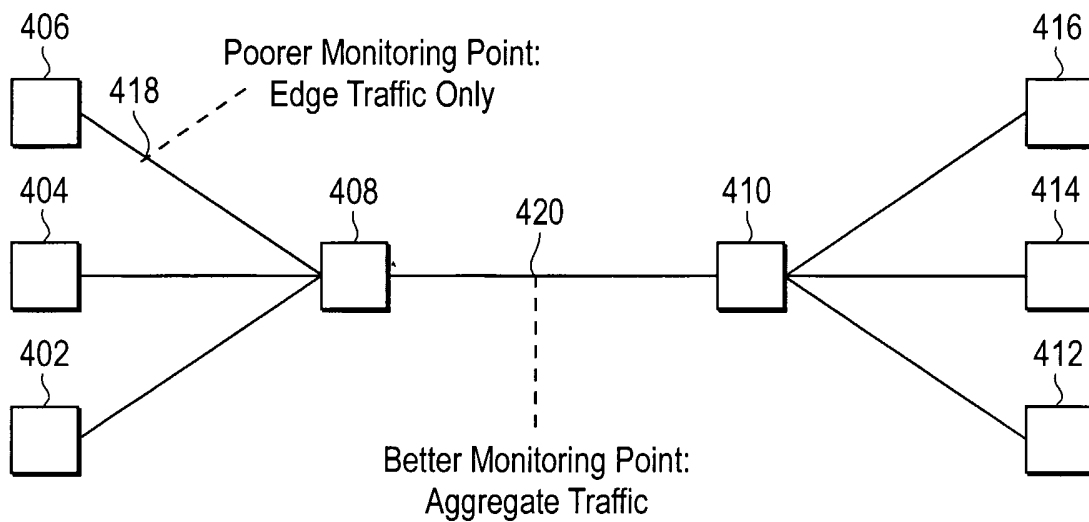 406
416
Poorer Monitoring Point:
Edge Traffic Only
418
404
408
420
410
414
402
412
Better Monitoring Point:
Aggregate Traffic